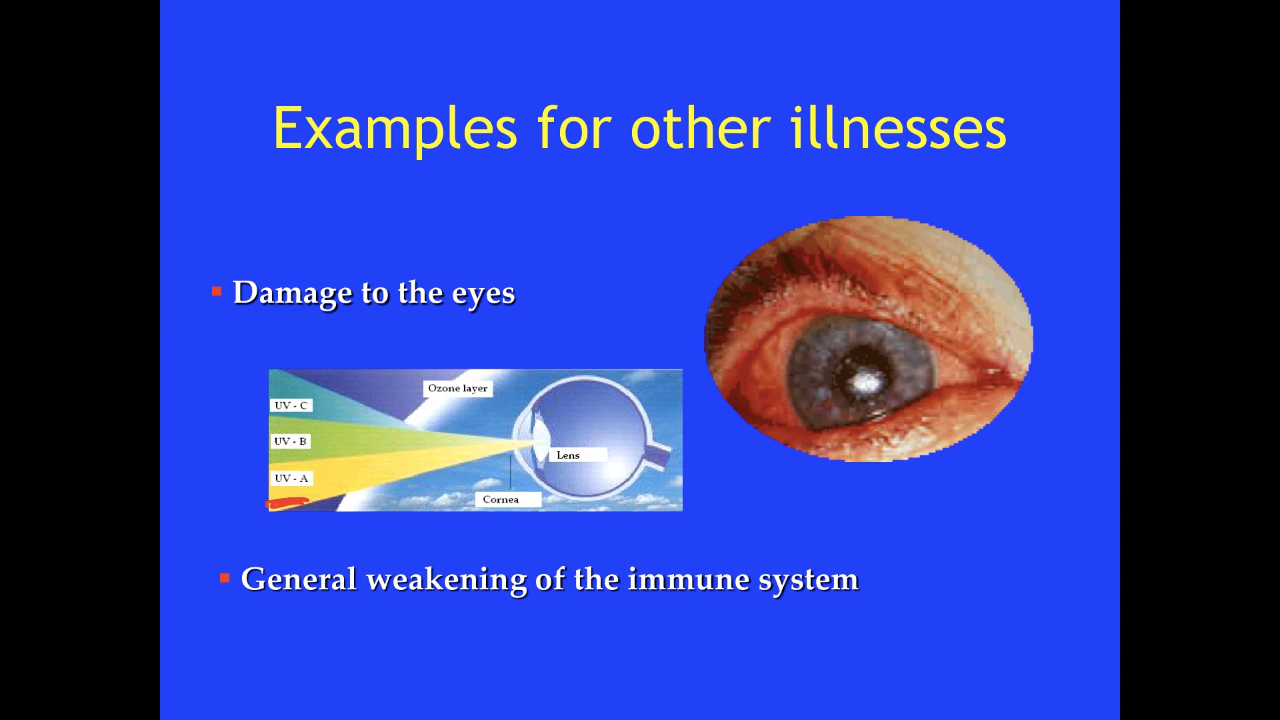 Examples for other illnesses
▪ Damage to the eyes
Ozone layer
UV - C
UV - B
UV - A
Lens
Cornea
▪ General weakening of the immune system